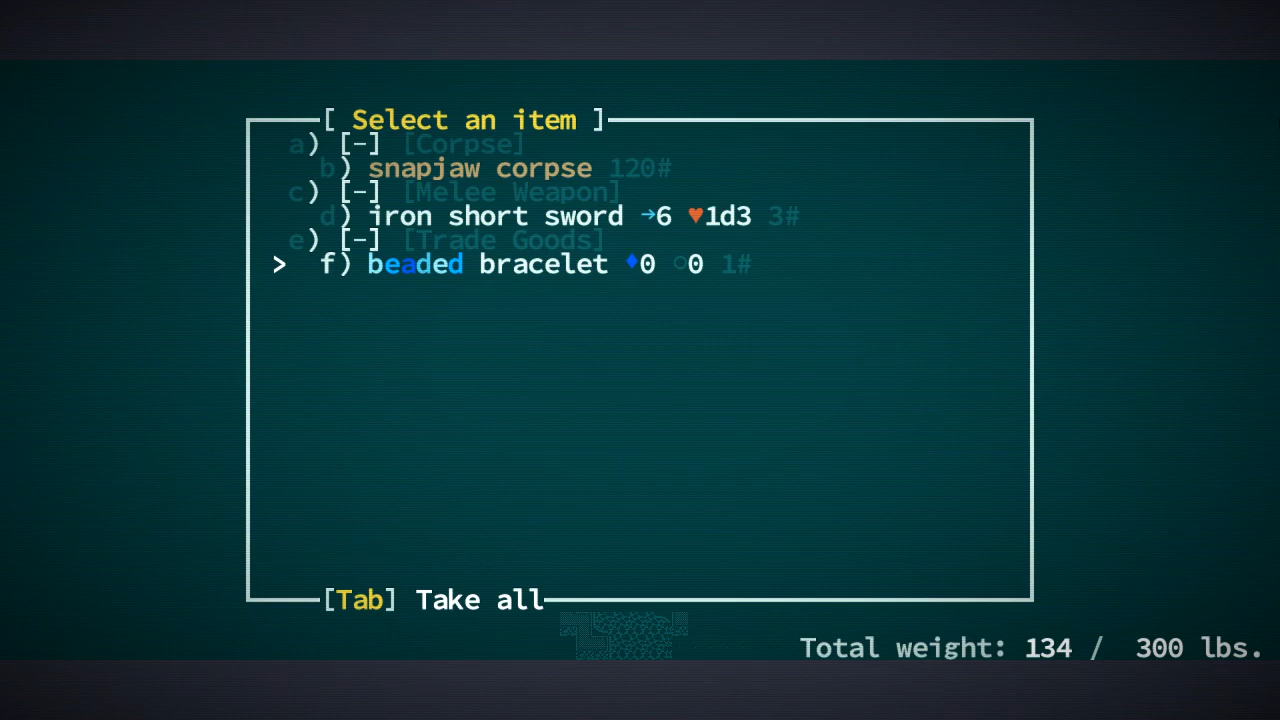 [ Select an item ]
a) [-] [Corpse]
b) snapjaw corpse 120#
c) [-] [Melee Weapon]
d) iron short sword →6 ♥1d3 3#
e) [-] [Trade Goods]
> f) beaded bracelet ♦0 ○0 1#
[Tab] Take all
Total weight: 134 / 300 lbs.